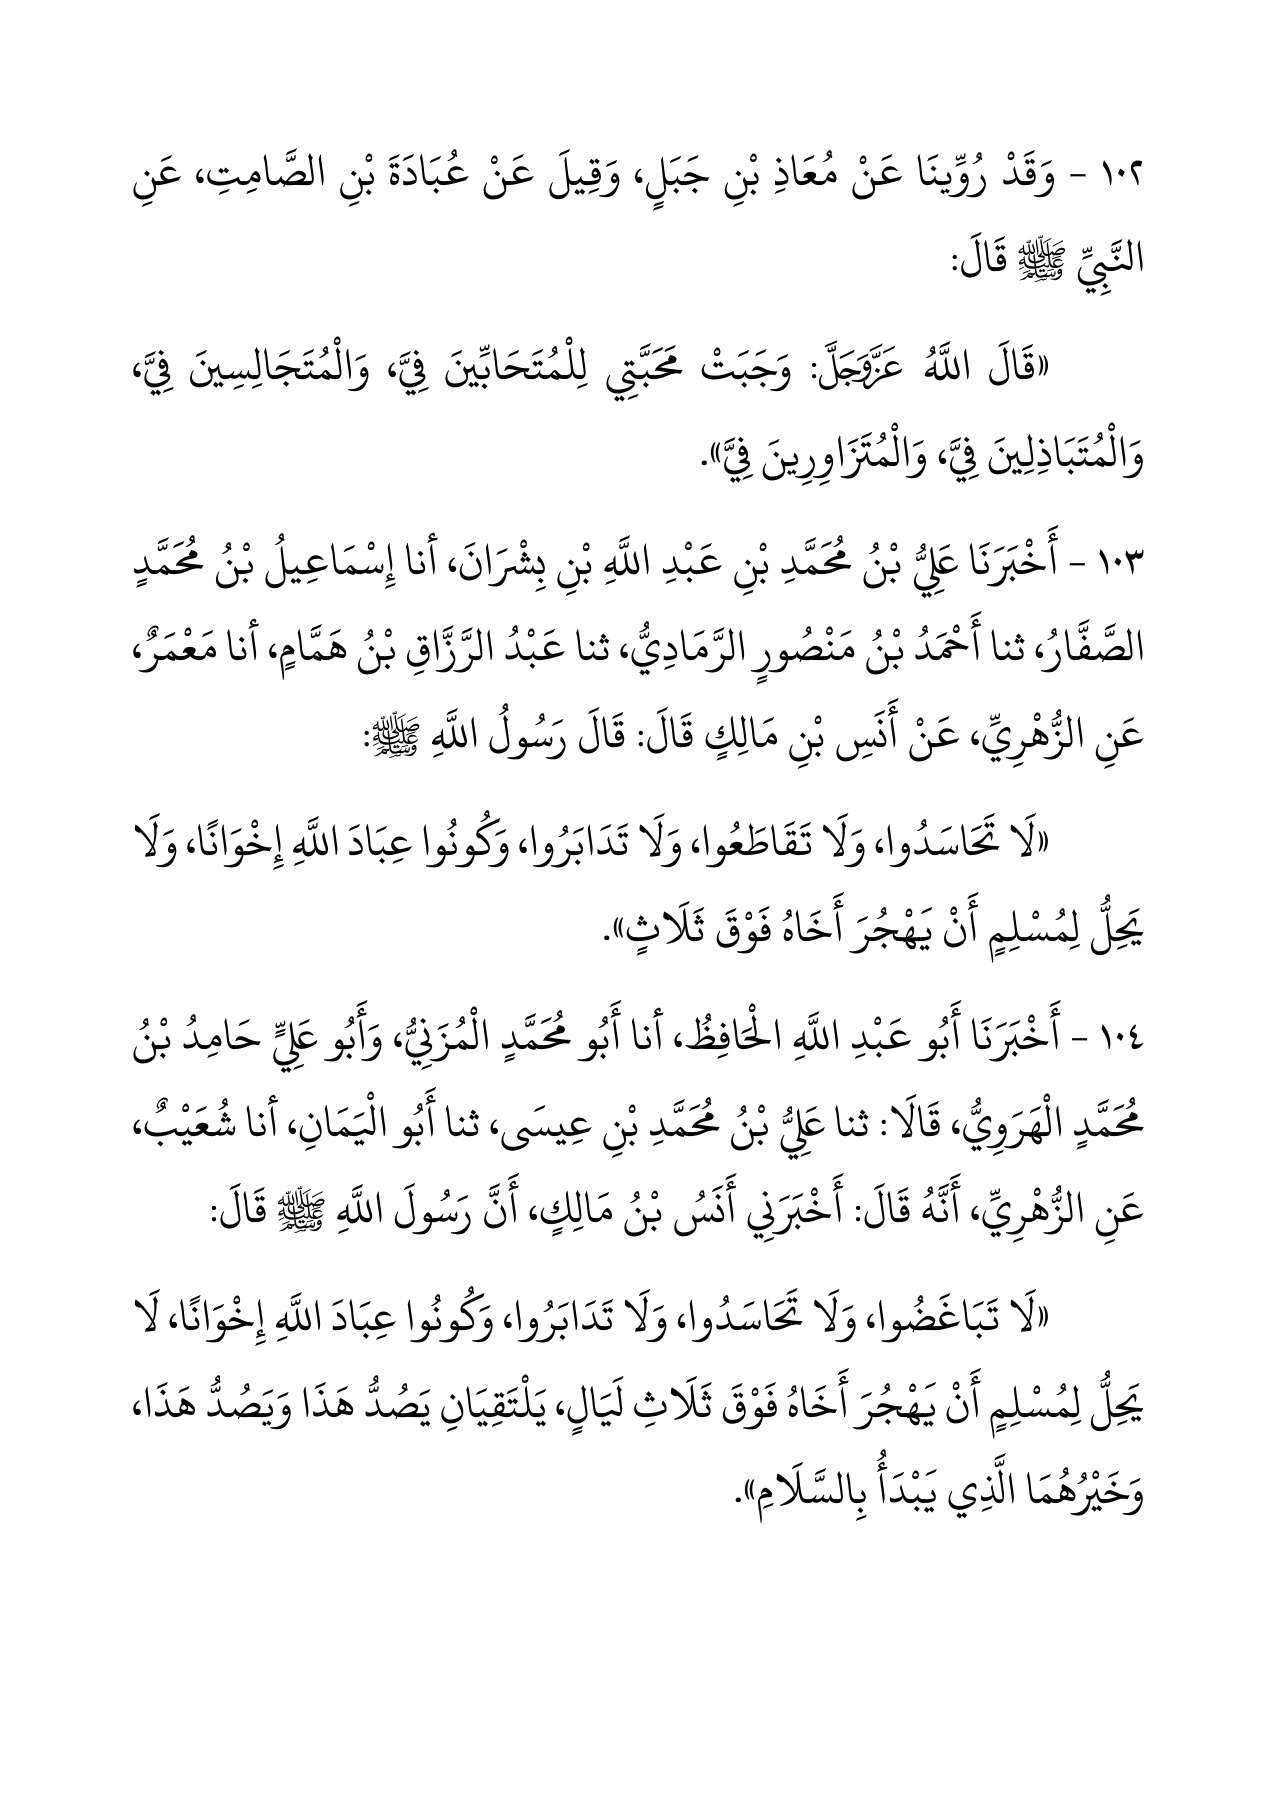 ١٠٢ - وَقَدْ رُوِّينَا عَنْ مُعَاذِ بْنِ جَبَلٍ، وَقِيلَ عَنْ عُبَادَةَ بْنِ الصَّامِتِ، عَنِ
النَّبِيِّ ﷺ قَالَ:
«قَالَ اللَّهُ عَزَّوَجَلَّ: وَجَبَتْ مَحَبَّتِي لِلْمُتَحَابِّينَ فِيَّ، وَالْمُتَجَالِسِينَ فِيَّ،
وَالْمُتَبَاذِلِينَ فِيَّ، وَالْمُتَزَاوِرِينَ فِيَّ».
١٠٣ - أَخْبَرَنَا عَلِيُّ بْنُ مُحَمَّدِ بْنِ عَبْدِ اللَّهِ بْنِ بِشْرَانَ، أنا إِسْمَاعِيلُ بْنُ مُحَمَّدٍ
الصَّفَّارُ، ثنا أَحْمَدُ بْنُ مَنْصُورٍ الرَّمَادِيُّ، ثنا عَبْدُ الرَّزَّاقِ بْنُ هَمَّامٍ، أنا مَعْمَرٌ،
عَنِ الزُّهْرِيِّ، عَنْ أَنَسِ بْنِ مَالِكٍ قَالَ: قَالَ رَسُولُ اللَّهِ ﷺ:
«لَا تَحَاسَدُوا، وَلَا تَقَاطَعُوا، وَلَا تَدَابَرُوا، وَكُونُوا عِبَادَ اللَّهِ إِخْوَانًا، وَلَا
يَحِلُّ لِمُسْلِمٍ أَنْ يَهْجُرَ أَخَاهُ فَوْقَ ثَلَاثٍ».
١٠٤ - أَخْبَرَنَا أَبُو عَبْدِ اللَّهِ الْحَافِظُ، أنا أَبُو مُحَمَّدٍ الْمُزَنِيُّ، وَأَبُو عَلِيٍّ حَامِدُ بْنُ
مُحَمَّدٍ الْهَرَوِيُّ، قَالَا: ثنا عَلِيُّ بْنُ مُحَمَّدِ بْنِ عِيسَى، ثنا أَبُو الْيَمَانِ، أنا شُعَيْبٌ،
عَنِ الزُّهْرِيِّ، أَنَّهُ قَالَ: أَخْبَرَنِي أَنَسُ بْنُ مَالِكٍ، أَنَّ رَسُولَ اللَّهِ ﷺ قَالَ:
«لَا تَبَاغَضُوا، وَلَا تَحَاسَدُوا، وَلَا تَدَابَرُوا، وَكُونُوا عِبَادَ اللَّهِ إِخْوَانًا، لَا
يَحِلُّ لِمُسْلِمٍ أَنْ يَهْجُرَ أَخَاهُ فَوْقَ ثَلَاثِ لَيَالٍ، يَلْتَقِيَانِ يَصُدُّ هَذَا وَيَصُدُّ هَذَا،
وَخَيْرُهُمَا الَّذِي يَبْدَأُ بِالسَّلَامِ».